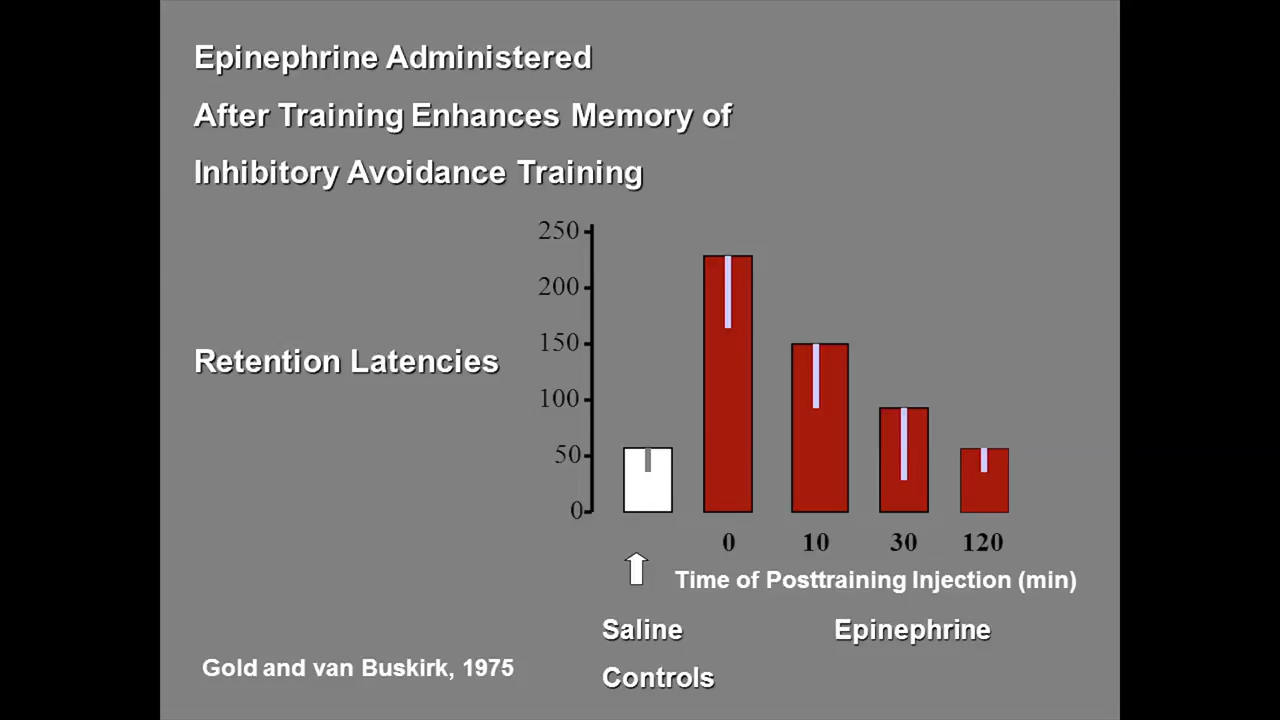 Epinephrine Administered
After Training Enhances Memory of
Inhibitory Avoidance Training
250
200
150
100
50
0
Retention Latencies
0 10 30 120
Time of Posttraining Injection (min)
Saline
Controls
Epinephrine
Gold and van Buskirk, 1975